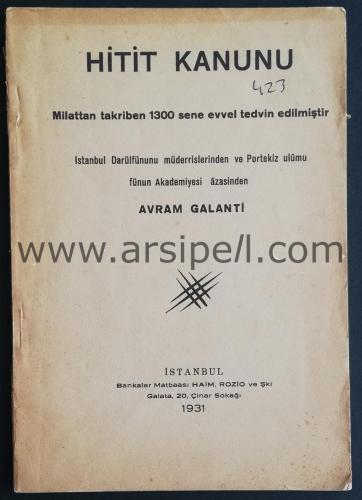 HİTİT KANUNU
423
Milattan takriben 1300 sene evvel tedvin edilmiştir
Istanbul Darülfünunu müderrislerinden ve Portekiz ulûmu
fünun Akademiyesi âzasinden
AVRAM GALANTİ
www.arsipell.com
İSTANBUL
Bankalar Matbaası HAİM, ROZİO ve Şki
Galata, 20, Çinar Sokağı
1931